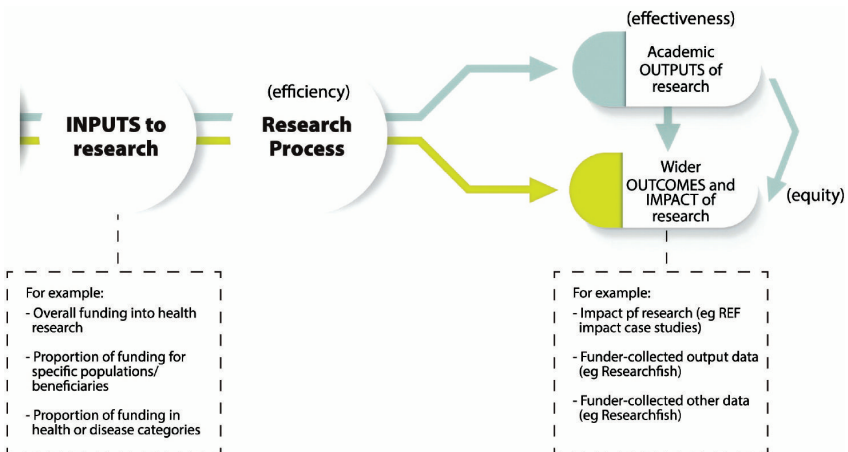 (effectiveness)
Academic
OUTPUTS of
research
(efficiency)
INPUTS to
research
Research
Process
Wider
OUTCOMES and
IMPACT of
research
(equity)
For example:
- Overall funding into health
research
- Proportion of funding for
specific populations/
beneficiaries
- Proportion of funding in
health or disease categories
For example:
- Impact pf research (eg REF
impact case studies)
- Funder-collected output data
(eg Researchfish)
- Funder-collected other data
(eg Researchfish)